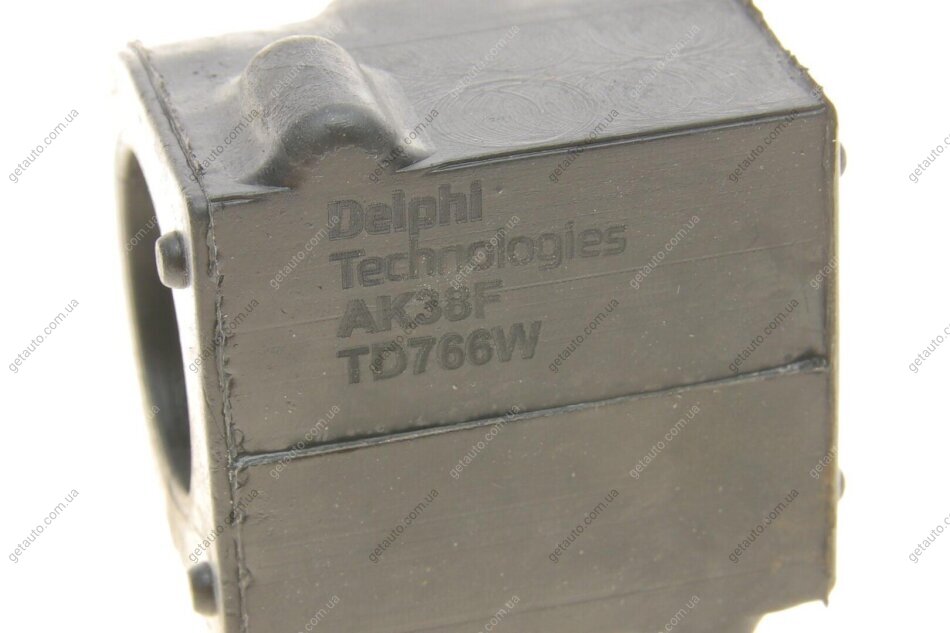 Delphi
Technologies
AK38F
TD766W
getauto.com.ua